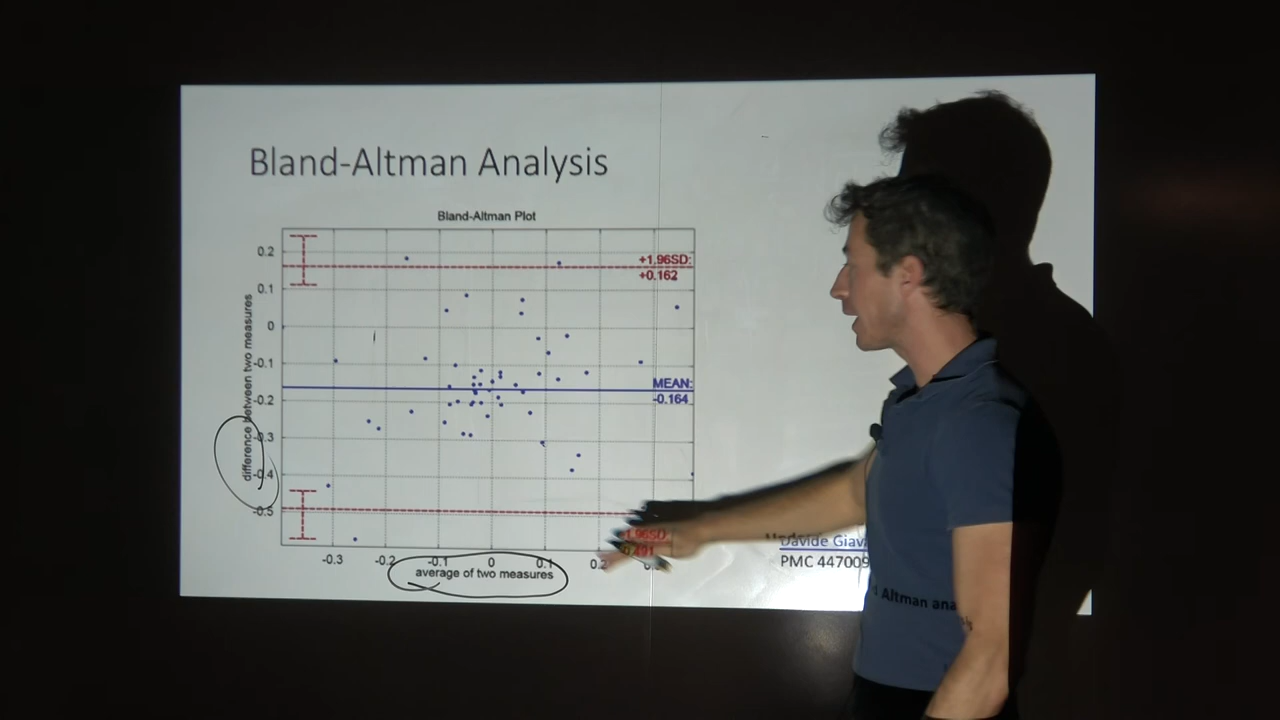 Bland-Altman Analysis
Bland-Altman Plot
difference between two measures
0.2
0.1
0
-0.1
-0.2
-0.3
-0.4
-0.5
+1.96SD:
+0.162
MEAN:
-0.164
-0.3
-0.2
-0.1
0
0.1
average of two measures
Davide Giav
PMC 447009
Altman ana